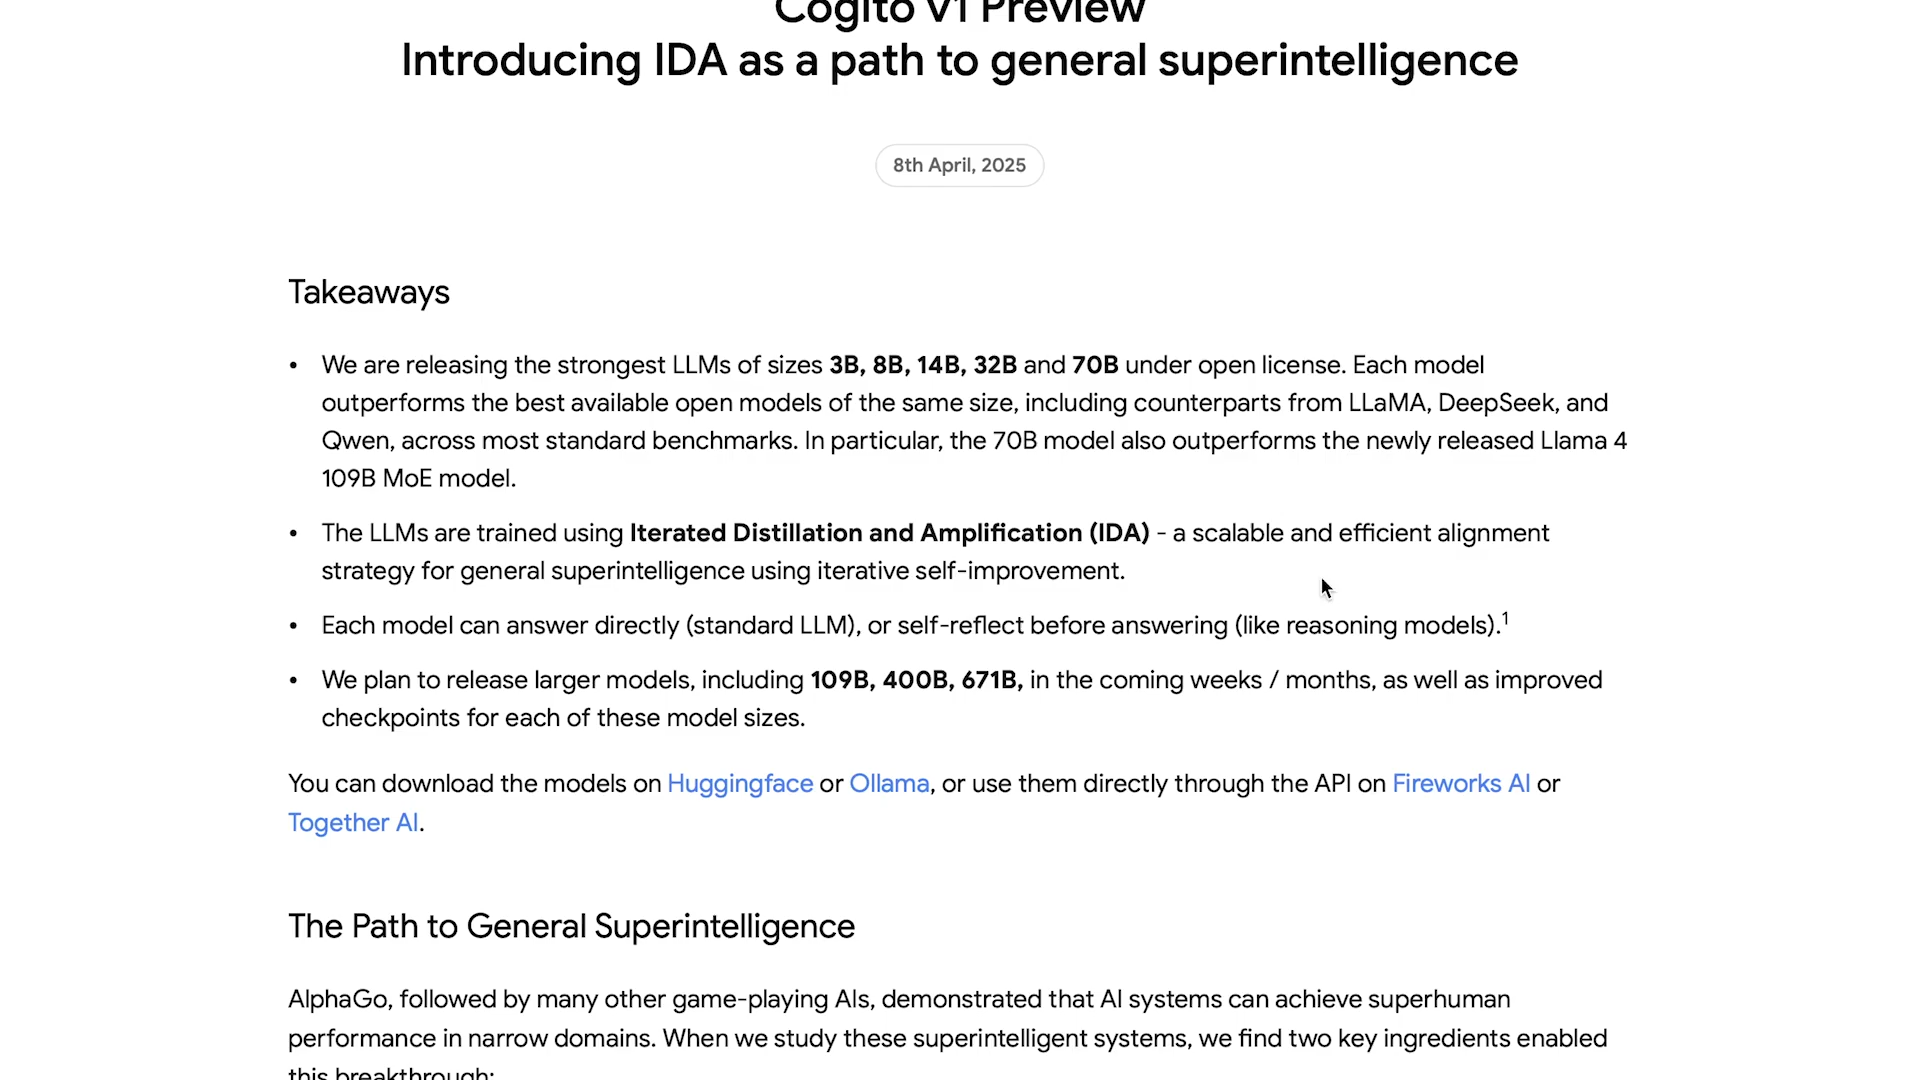 Cogito v1 Preview
Introducing IDA as a path to general superintelligence
8th April, 2025
Takeaways
• We are releasing the strongest LLMs of sizes 3B, 8B, 14B, 32B and 70B under open license. Each model
outperforms the best available open models of the same size, including counterparts from LLaMA, DeepSeek, and
Qwen, across most standard benchmarks. In particular, the 70B model also outperforms the newly released Llama 4
109B MoE model.
• The LLMs are trained using Iterated Distillation and Amplification (IDA) - a scalable and efficient alignment
strategy for general superintelligence using iterative self-improvement.
• Each model can answer directly (standard LLM), or self-reflect before answering (like reasoning models).1
• We plan to release larger models, including 109B, 400B, 671B, in the coming weeks / months, as well as improved
checkpoints for each of these model sizes.
You can download the models on Huggingface or Ollama, or use them directly through the API on Fireworks AI or
Together AI.
The Path to General Superintelligence
AlphaGo, followed by many other game-playing AIs, demonstrated that AI systems can achieve superhuman
performance in narrow domains. When we study these superintelligent systems, we find two key ingredients enabled
this breakthrough: